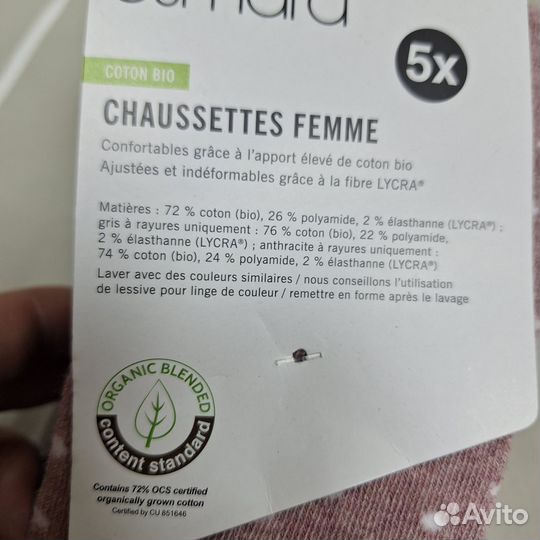 5x
COTON BIO
CHAUSSETTES FEMME
Confortables grâce à l'apport élevé de coton bio
Ajustées et indéformables grâce à la fibre LYCRA®
Matières : 72 % coton (bio), 26 % polyamide, 2 % élasthanne (LYCRA®) ;
gris à rayures uniquement : 76 % coton (bio), 22 % polyamide,
2 % élasthanne (LYCRA®) ; anthracite à rayures uniquement :
74 % coton (bio), 24 % polyamide, 2 % élasthanne (LYCRA®)
Laver avec des couleurs similaires / nous conseillons l'utilisation
de lessive pour linge de couleur / remettre en forme après le lavage
ORGANIC BLENDED
content standard
Contains 72% OCS certified
organically grown cotton
Certified by CU 851646
Avito